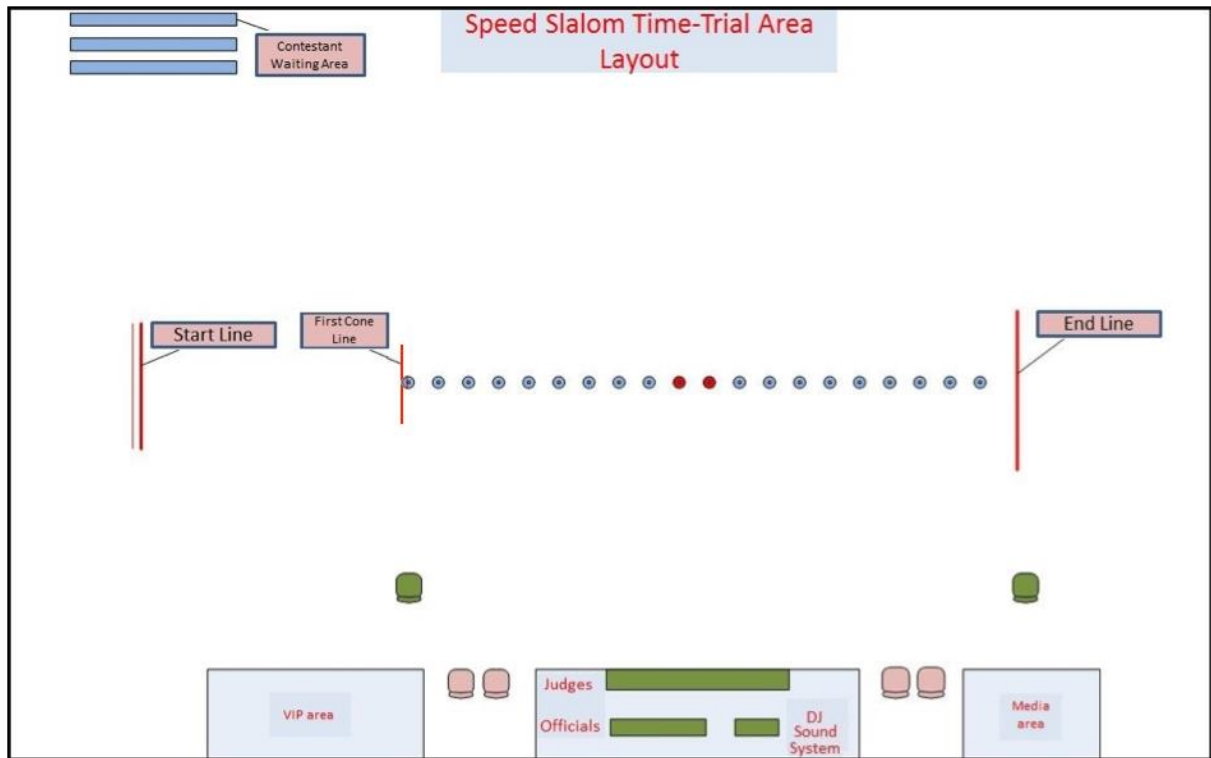 Speed Slalom Time-Trial Area
Layout
Contestant
Waiting Area
Start Line
First Cone
Line
End Line
VIP area
Judges
Officials
DJ
Sound
System
Media
area